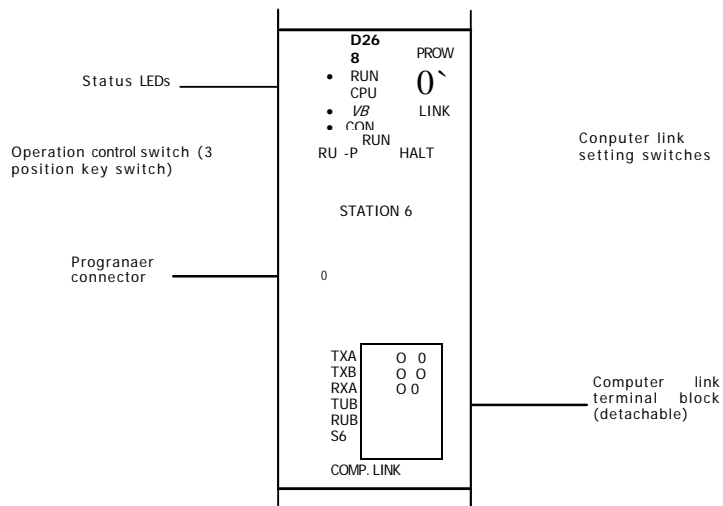 D26
8
PROW
• RUN
0`
CPU
• VB
LINK
• CON
RUN
RU -P
HALT
STATION 6
0
TXA
O 0
TXB
O O
RXA
O 0
TUB
RUB
S6
COMP. LINK
Status LEDs
Operation control switch (3
position key switch)
Progranaer
connector
Conputer link
setting switches
Computer link
terminal block
(detachable)